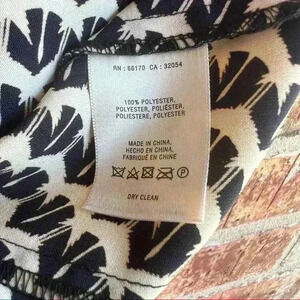 RN : 66170 CA : 32054
100% POLYESTER,
POLYESTER, POLIÉSTER,
POLIESTERE, POLYESTER
MADE IN CHINA,
HECHO EN CHINA,
FABRIQUÉ EN CHINE
DRY CLEAN